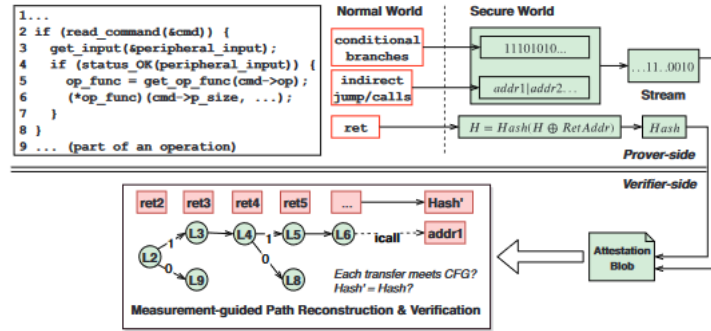 1...
2 if (read_command(&cmd)) {
3 get_input(&peripheral_input);
4 if (status_OK(peripheral_input)) {
5 op_func = get_op_func(cmd->op);
6 (*op_func)(cmd->p_size, ...);
7 }
8 }
9 ... (part of an operation)
Normal World
Secure World
conditional
branches
11101010...
indirect
jump/calls
addr1|addr2...
...11..0010
Stream
ret
H = Hash(H ⊕ RetAddr)
Hash
Prover-side
Verifier-side
ret2
ret3
ret4
ret5
...
Hash'
L2
1
L3
L4
1
L5
L6
icall
addr1
0
L9
0
L8
Each transfer meets CFG?
Hash' = Hash?
Measurement-guided Path Reconstruction & Verification
Attestation
Blob